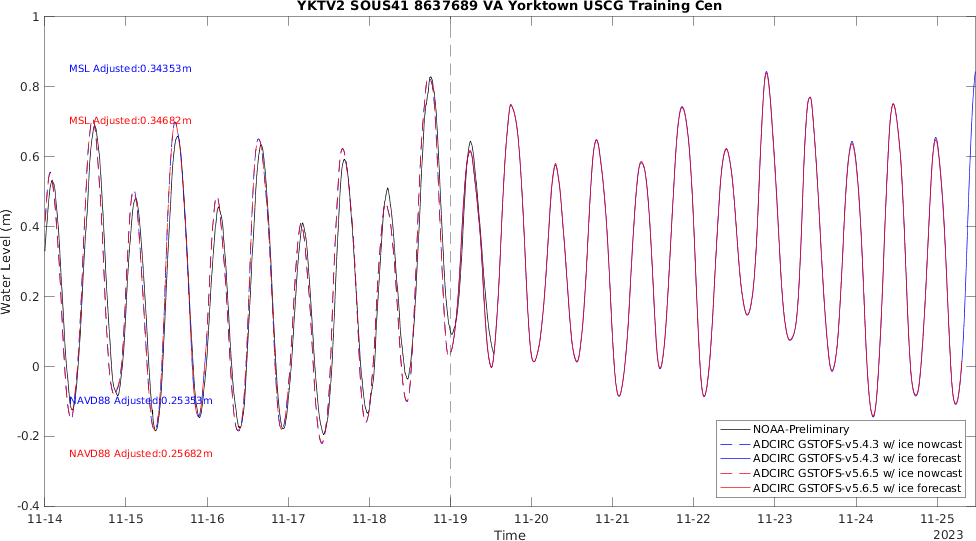 YKTV2 SOUS41 8637689 VA Yorktown USCG Training Cen
1
0.8
0.6
0.4
0.2
0
-0.2
-0.4
Water Level (m)
MSL Adjusted:0.34353m
MSL Adjusted:0.34682m
NAVD88 Adjusted:0.25353m
NAVD88 Adjusted:0.25682m
NOAA-Preliminary
ADCIRC GSTOFS-v5.4.3 w/ ice nowcast
ADCIRC GSTOFS-v5.4.3 w/ ice forecast
ADCIRC GSTOFS-v5.6.5 w/ ice nowcast
ADCIRC GSTOFS-v5.6.5 w/ ice forecast
11-14 11-15 11-16 11-17 11-18 11-19 11-20 11-21 11-22 11-23 11-24 11-25
2023
Time